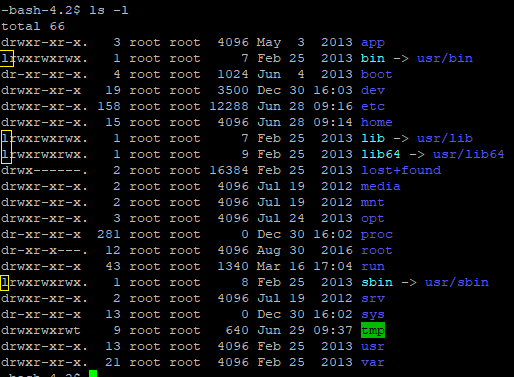 -bash-4.2$ ls -l
total 66
drwxr-xr-x.   3 root root  4096 May  3  2013 app
lrwxrwxrwx.   1 root root     7 Feb 25  2013 bin -> usr/bin
dr-xr-xr-x.   4 root root  1024 Jun  4  2013 boot
drwxr-xr-x   19 root root  3500 Dec 30 16:03 dev
drwxr-xr-x. 158 root root 12288 Jun 28 09:16 etc
drwxr-xr-x.  15 root root  4096 Jun 28 09:14 home
lrwxrwxrwx.   1 root root     7 Feb 25  2013 lib -> usr/lib
lrwxrwxrwx.   1 root root     9 Feb 25  2013 lib64 -> usr/lib64
drwx------.   2 root root 16384 Feb 25  2013 lost+found
drwxr-xr-x.   2 root root  4096 Jul 19  2012 media
drwxr-xr-x.   2 root root  4096 Jul 19  2012 mnt
drwxr-xr-x.   3 root root  4096 Jul 24  2013 opt
dr-xr-xr-x  281 root root     0 Dec 30 16:02 proc
dr-xr-x---.  12 root root  4096 Aug 30  2016 root
drwxr-xr-x   43 root root  1340 Mar 16 17:04 run
lrwxrwxrwx.   1 root root     8 Feb 25  2013 sbin -> usr/sbin
drwxr-xr-x.   2 root root  4096 Jul 19  2012 srv
dr-xr-xr-x   13 root root     0 Dec 30 16:02 sys
drwxrwxrwt    9 root root   640 Jun 29 09:37 tmp
drwxr-xr-x.  13 root root  4096 Feb 25  2013 usr
drwxr-xr-x.  21 root root  4096 Feb 25  2013 var
-bash-4.2$